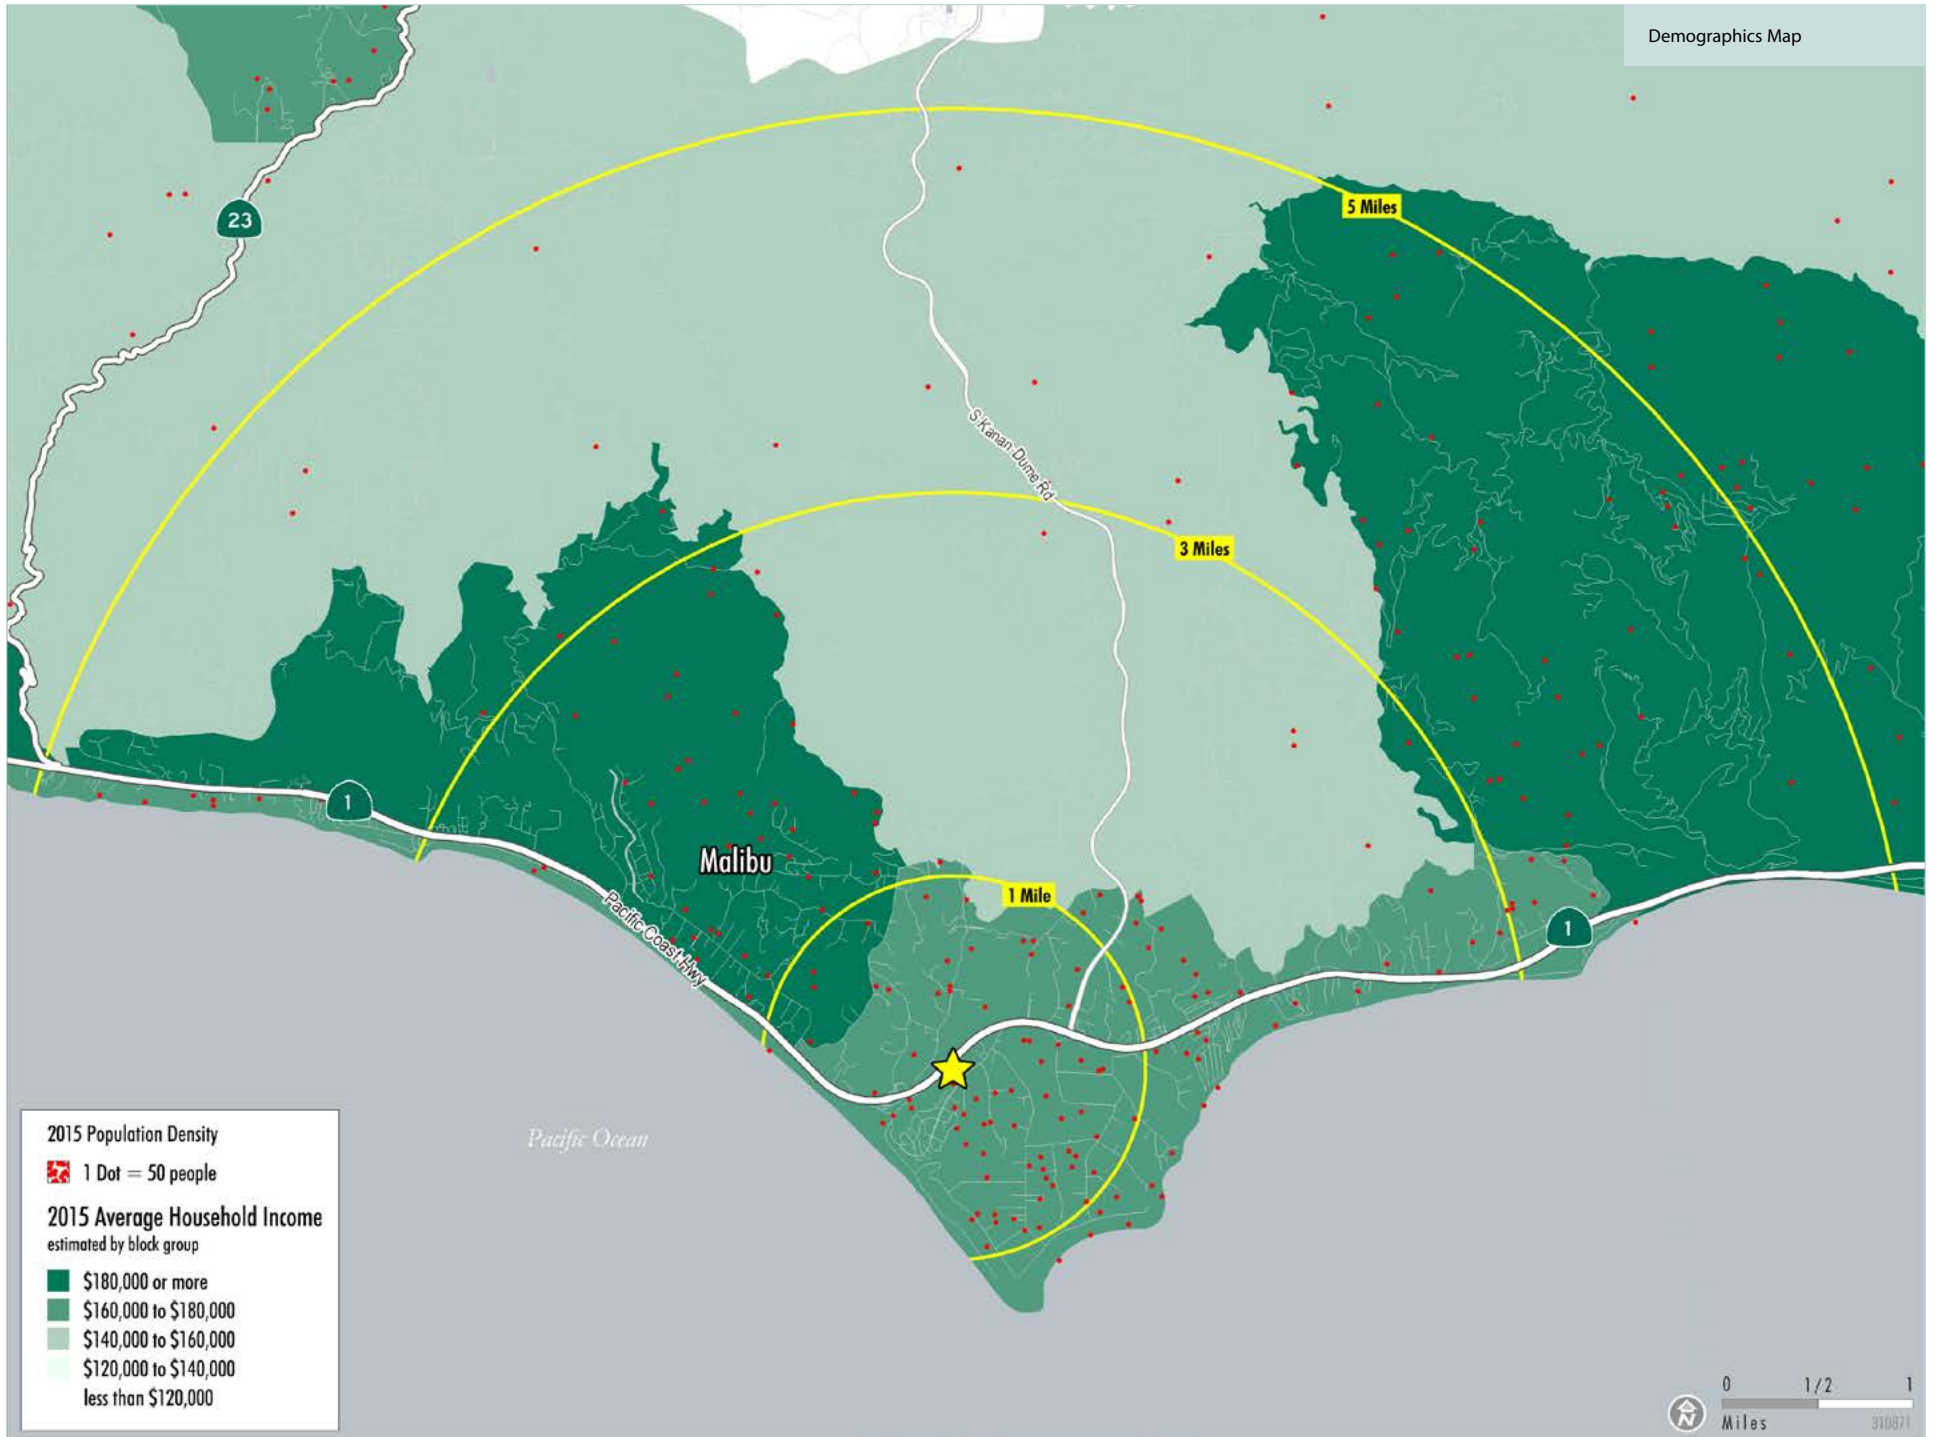 Demographics Map
23
5 Miles
S Kanan Dume Rd
3 Miles
1
Malibu
1 Mile
Pacific Coast Hwy
1
Pacific Ocean
2015 Population Density
1 Dot = 50 people
2015 Average Household Income
estimated by block group
$180,000 or more
$160,000 to $180,000
$140,000 to $160,000
$120,000 to $140,000
less than $120,000
0 1/2 1
N
Miles
310871